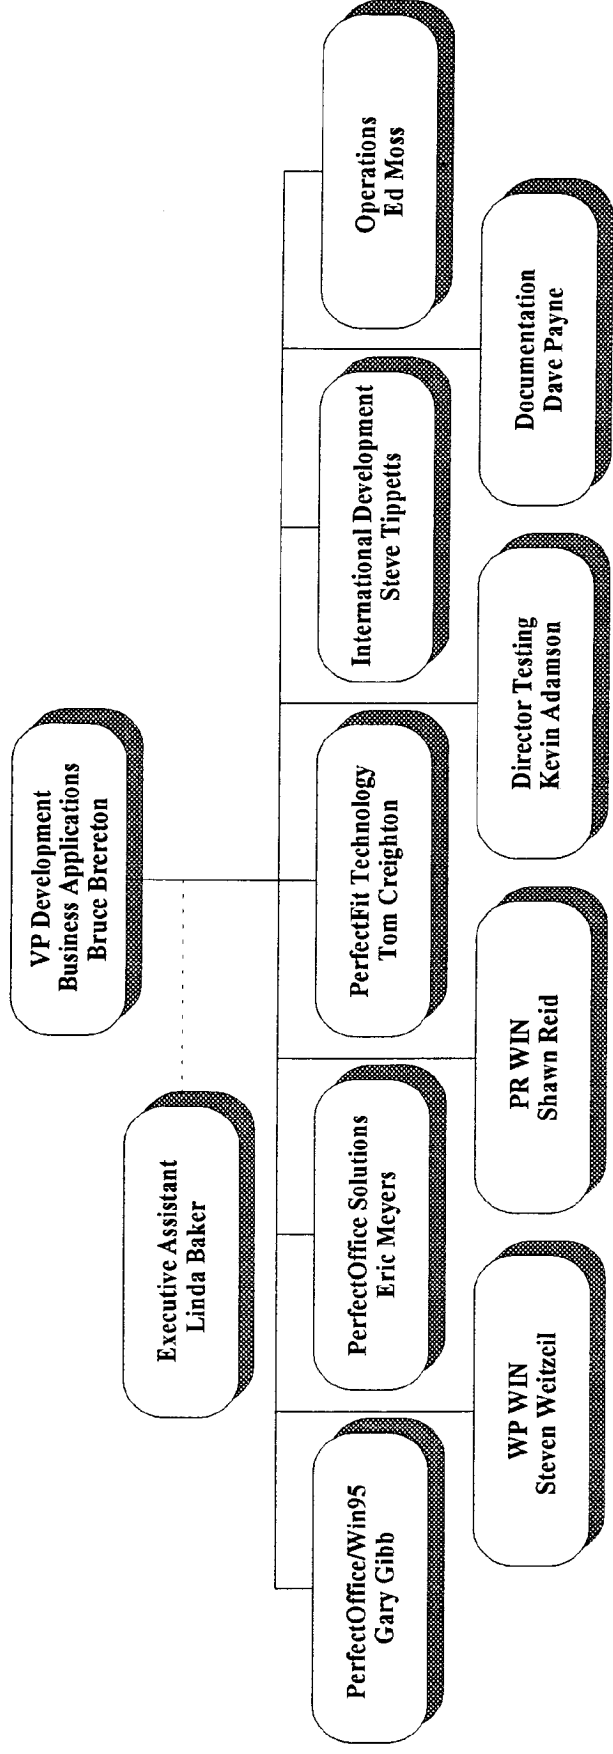 VP Development
Business Applications
Bruce Brereton
Executive Assistant
Linda Baker
PerfectOffice/Win95
Gary Gibb
PerfectOffice Solutions
Eric Meyers
PerfectFit Technology
Tom Creighton
International Development
Steve Tippetts
Operations
Ed Moss
WP WIN
Steven Weitzeil
PR WIN
Shawn Reid
Director Testing
Kevin Adamson
Documentation
Dave Payne